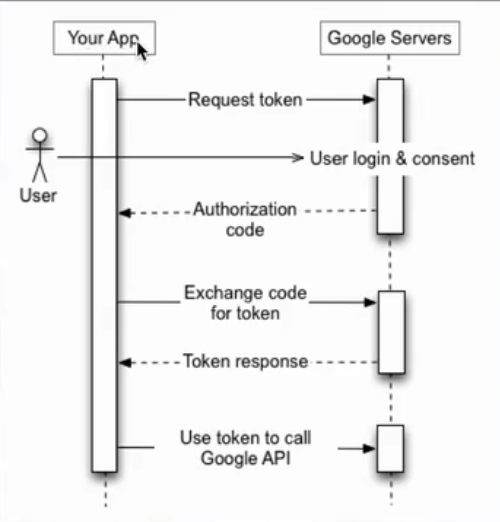 Your App
Google Servers
Request token
User login & consent
User
Authorization
code
Exchange code
for token
Token response
Use token to call
Google API